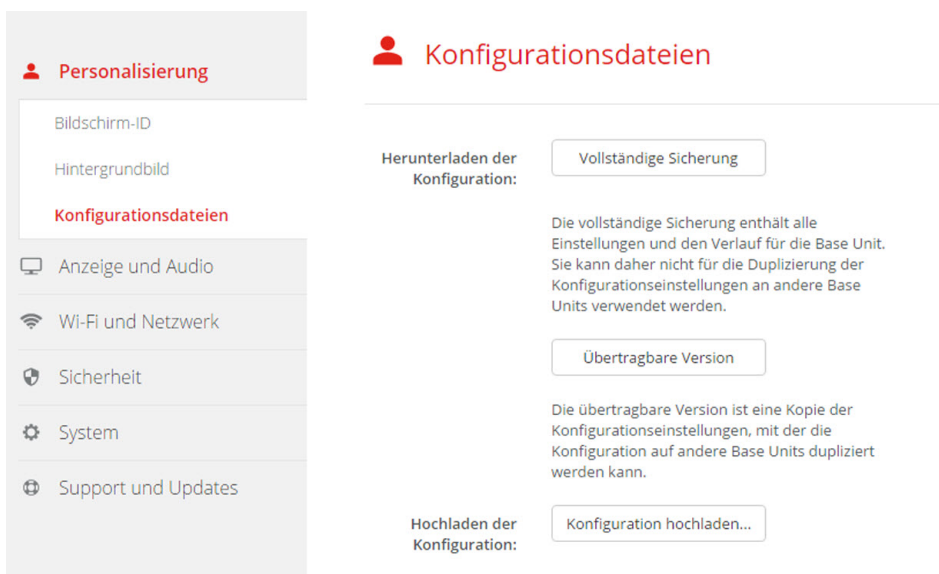 Personalisierung
Bildschirm-ID
Hintergrundbild
Konfigurationsdateien
Anzeige und Audio
Wi-Fi und Netzwerk
Sicherheit
System
Support und Updates
Konfigurationsdateien
Herunterladen der
Konfiguration:
Vollständige Sicherung
Die vollständige Sicherung enthält alle
Einstellungen und den Verlauf für die Base Unit.
Sie kann daher nicht für die Duplizierung der
Konfigurationseinstellungen an andere Base
Units verwendet werden.
Übertragbare Version
Die übertragbare Version ist eine Kopie der
Konfigurationseinstellungen, mit der die
Konfiguration auf andere Base Units dupliziert
werden kann.
Hochladen der
Konfiguration:
Konfiguration hochladen...